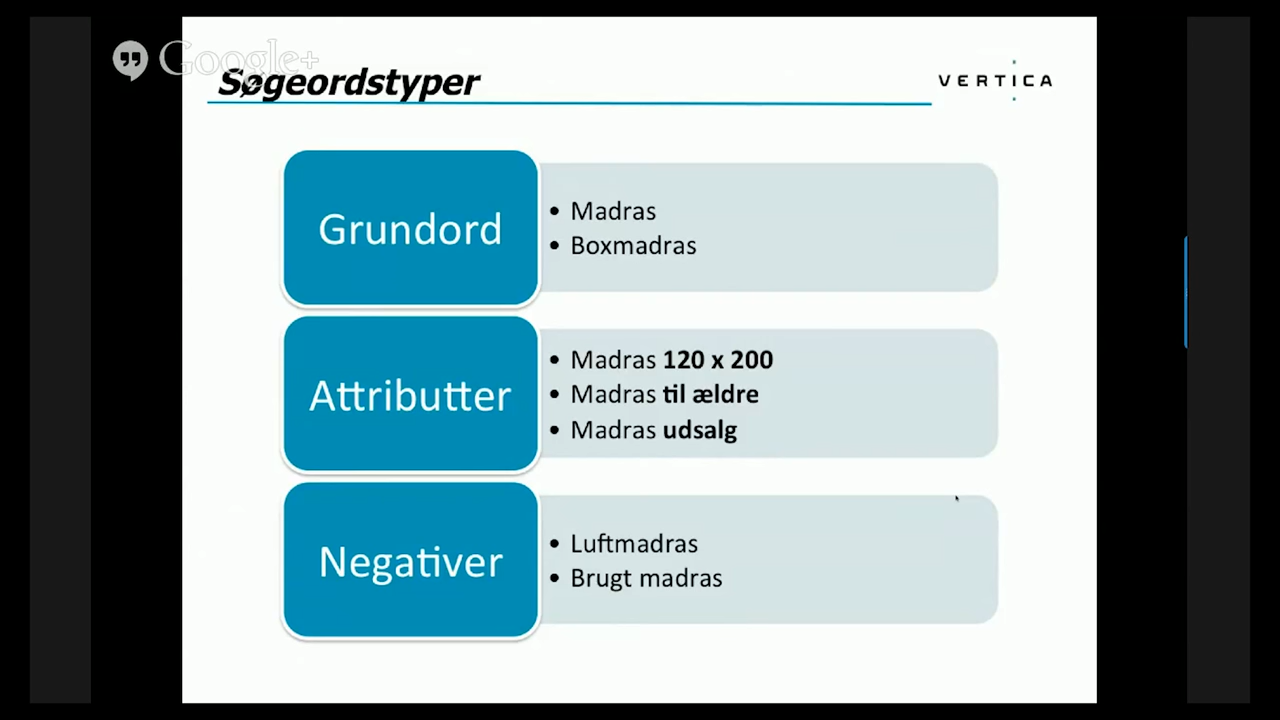 Google+
Søgeordstyper
VERTICA
Grundord
• Madras
• Boxmadras
Attributter
• Madras 120 x 200
• Madras til ældre
• Madras udsalg
Negativer
• Luftmadras
• Brugt madras